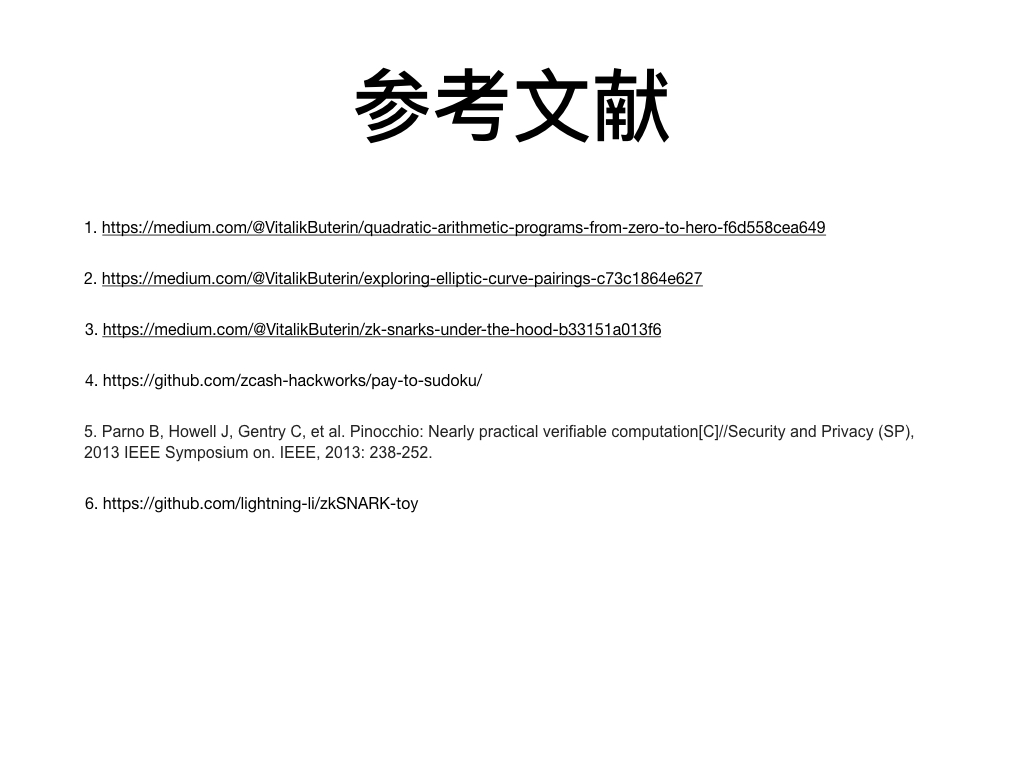 参考文献
1. https://medium.com/@VitalikButerin/quadratic-arithmetic-programs-from-zero-to-hero-f6d558cea649
2. https://medium.com/@VitalikButerin/exploring-elliptic-curve-pairings-c73c1864e627
3. https://medium.com/@VitalikButerin/zk-snarks-under-the-hood-b33151a013f6
4. https://github.com/zcash-hackworks/pay-to-sudoku/
5. Parno B, Howell J, Gentry C, et al. Pinocchio: Nearly practical verifiable computation[C]//Security and Privacy (SP),
2013 IEEE Symposium on. IEEE, 2013: 238-252.
6. https://github.com/lightning-li/zkSNARK-toy